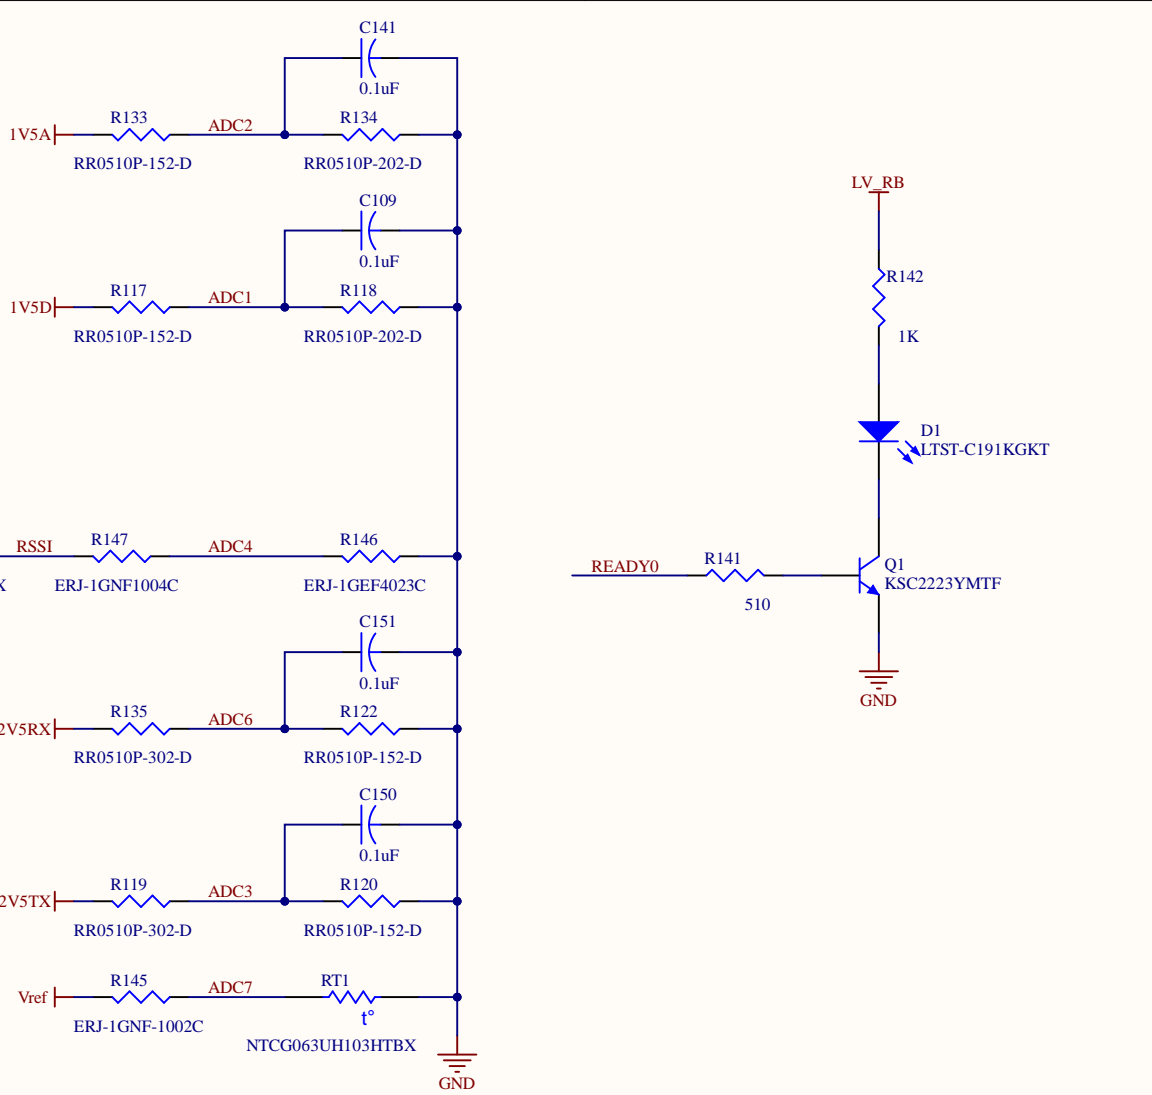 C141
0.1uF
1V5A
R133
ADC2
R134
RR0510P-152-D
RR0510P-202-D
C109
0.1uF
1V5D
R117
ADC1
R118
RR0510P-152-D
RR0510P-202-D
RSSI
R147
ADC4
R146
X
ERJ-1GNF1004C
ERJ-1GEF4023C
C151
0.1uF
2V5RX
R135
ADC6
R122
RR0510P-302-D
RR0510P-152-D
C150
0.1uF
2V5TX
R119
ADC3
R120
RR0510P-302-D
RR0510P-152-D
Vref
R145
ADC7
RT1
t°
ERJ-1GNF-1002C
NTCG063UH103HTBX
GND
LV_RB
R142
1K
D1
LTST-C191KGKT
READY0
R141
510
Q1
KSC2223YMTF
GND